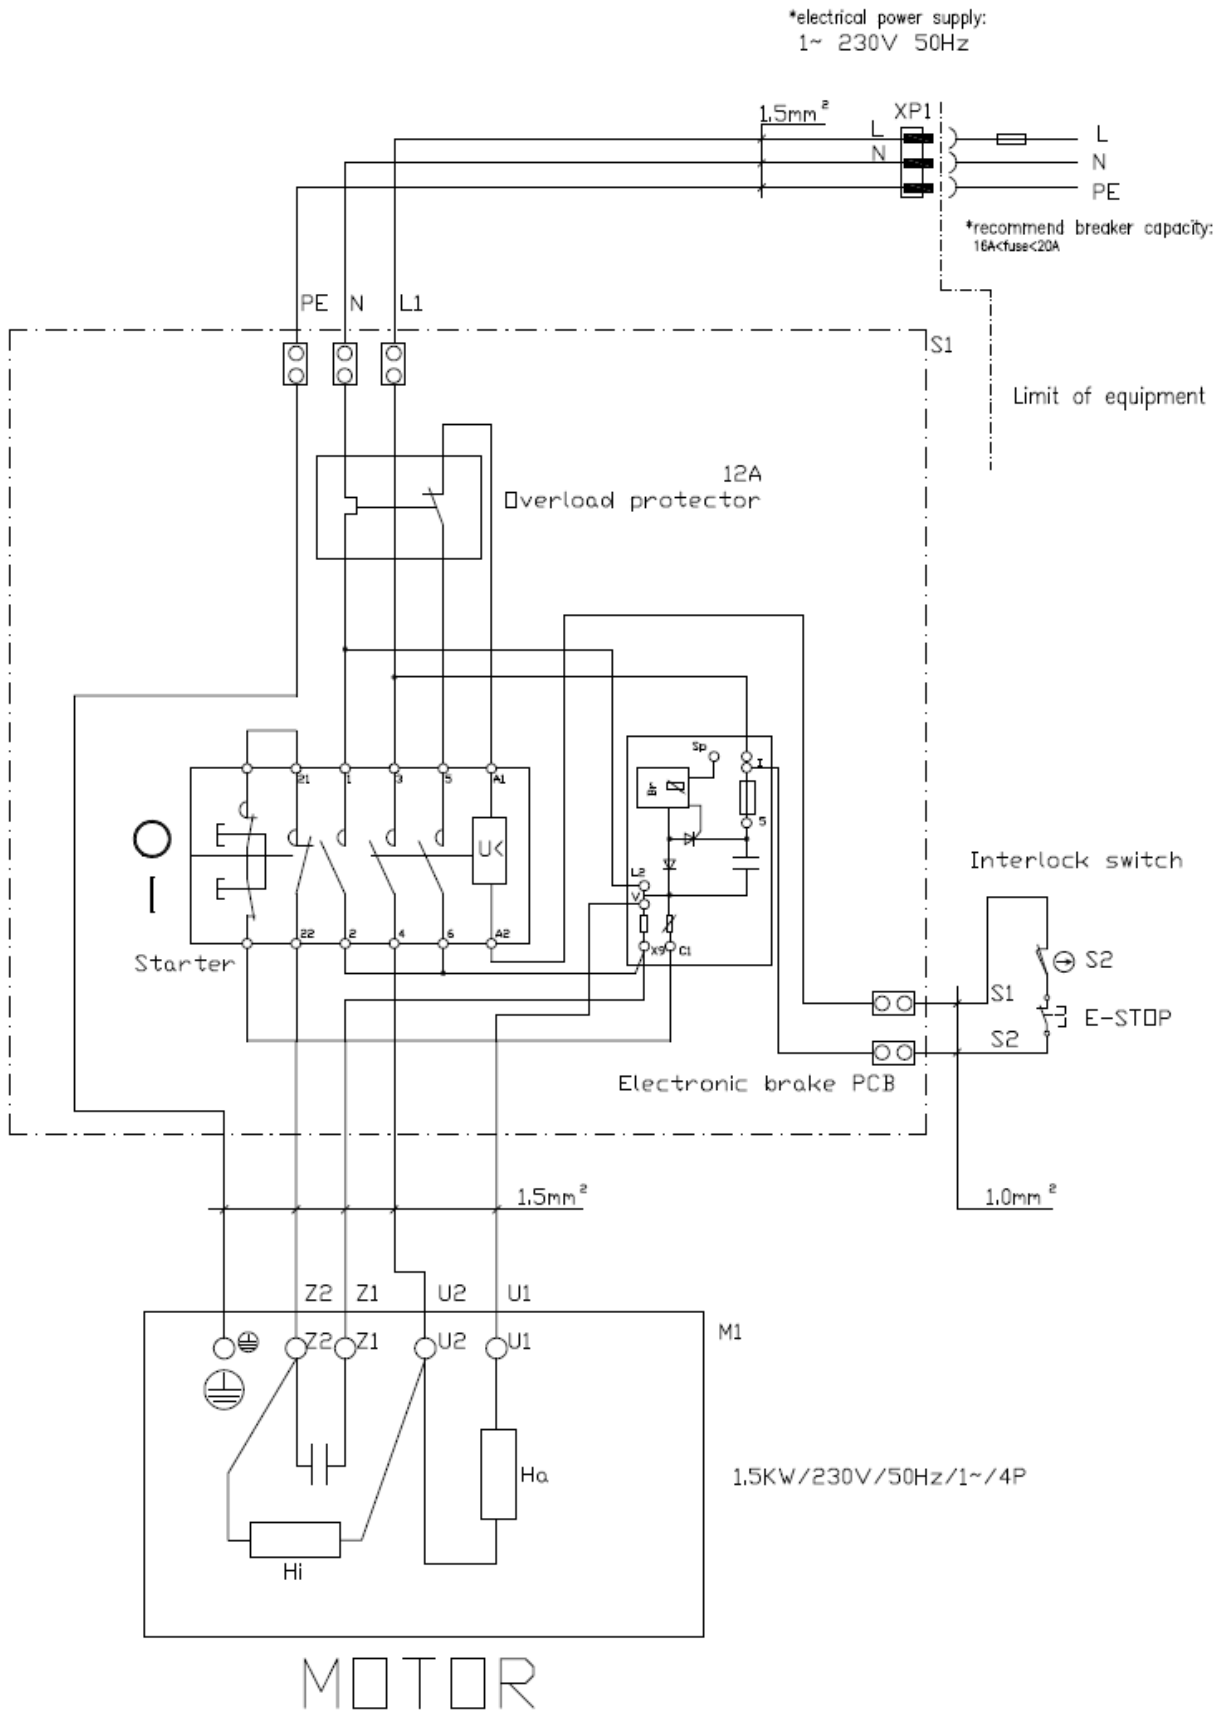 *electrical power supply:
1~ 230V 50Hz
1.5mm²
XP1
L
L
N
N
PE
*recommend breaker capacity:
16A<fuse<20A
PE N L1
S1
Limit of equipment
12A
Overload protector
Sp
I
21 1 3 5 A1
Br
5
U<
Interlock switch
L2
V
22 2 4 6 A2
X9 C1
Starter
S2
S1
E-STOP
S2
Electronic brake PCB
1.5mm²
1.0mm²
Z2 Z1 U2 U1
M1
Z2 Z1 U2 U1
Ha
1.5KW/230V/50Hz/1~/4P
Hi
MOTOR